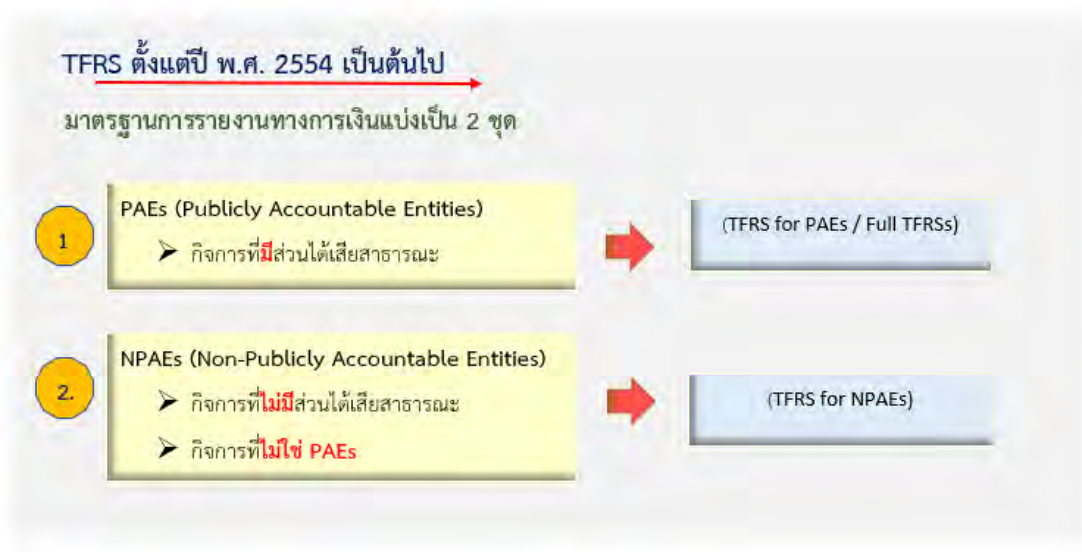 TFRS ตั้งแต่ปี พ.ศ. 2554 เป็นต้นไป
มาตรฐานการรายงานทางการเงินแบ่งเป็น 2 ชุด
1
PAEs (Publicly Accountable Entities)
➤ กิจการที่มีส่วนได้เสียสาธารณะ
(TFRS for PAEs / Full TFRSs)
2.
NPAEs (Non-Publicly Accountable Entities)
➤ กิจการที่ไม่มีส่วนได้เสียสาธารณะ
➤ กิจการที่ไม่ใช่ PAEs
(TFRS for NPAEs)